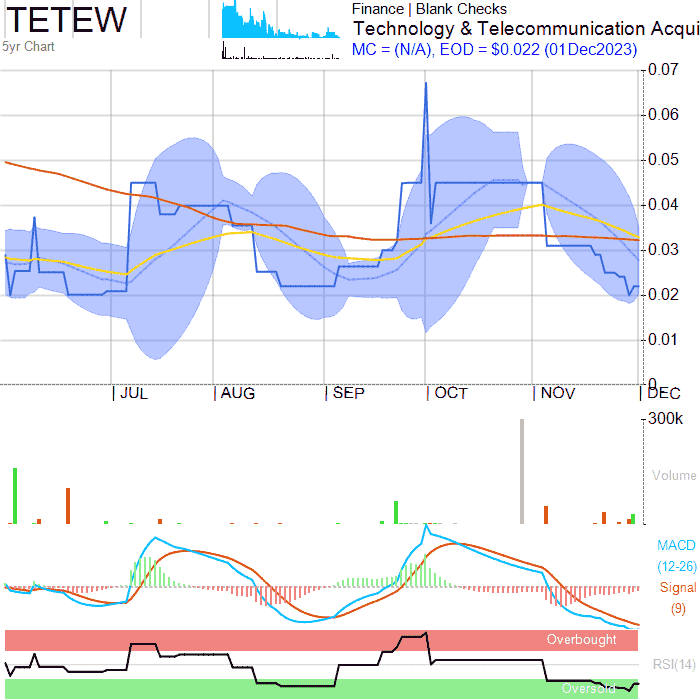 TETEW
5yr Chart
Finance | Blank Checks
Technology & Telecommunication Acqui
MC = (N/A), EOD = $0.022 (01Dec2023)
0.07
0.06
0.05
0.04
0.03
0.02
0.01
0
JUL AUG SEP OCT NOV DEC
300k
Volume
MACD
(12-26)
Signal
(9)
Overbought
RSI(14)
Oversold